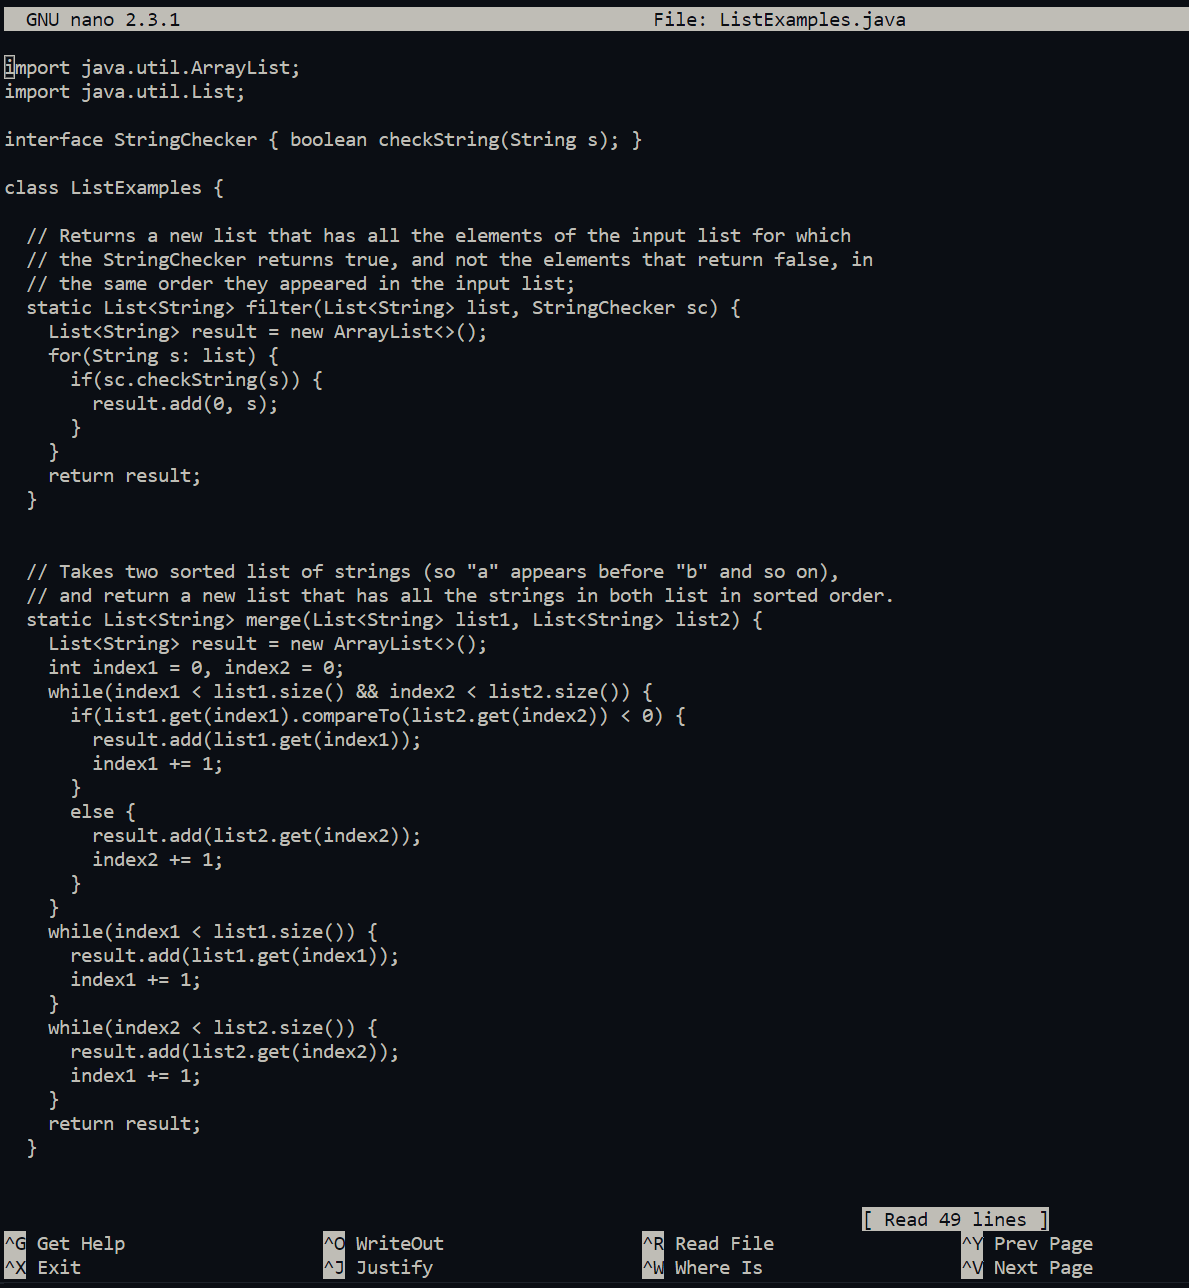 GNU nano 2.3.1 File: ListExamples.java
import java.util.ArrayList;
import java.util.List;

interface StringChecker { boolean checkString(String s); }

class ListExamples {

  // Returns a new list that has all the elements of the input list for which
  // the StringChecker returns true, and not the elements that return false, in
  // the same order they appeared in the input list;
  static List<String> filter(List<String> list, StringChecker sc) {
    List<String> result = new ArrayList<>();
    for(String s: list) {
      if(sc.checkString(s)) {
        result.add(0, s);
      }
    }
    return result;
  }


  // Takes two sorted list of strings (so "a" appears before "b" and so on),
  // and return a new list that has all the strings in both list in sorted order.
  static List<String> merge(List<String> list1, List<String> list2) {
    List<String> result = new ArrayList<>();
    int index1 = 0, index2 = 0;
    while(index1 < list1.size() && index2 < list2.size()) {
      if(list1.get(index1).compareTo(list2.get(index2)) < 0) {
        result.add(list1.get(index1));
        index1 += 1;
      }
      else {
        result.add(list2.get(index2));
        index2 += 1;
      }
    }
    while(index1 < list1.size()) {
      result.add(list1.get(index1));
      index1 += 1;
    }
    while(index2 < list2.size()) {
      result.add(list2.get(index2));
      index1 += 1;
    }
    return result;
  }

[ Read 49 lines ]
^G Get Help ^O WriteOut ^R Read File ^Y Prev Page
^X Exit ^J Justify ^W Where Is ^V Next Page